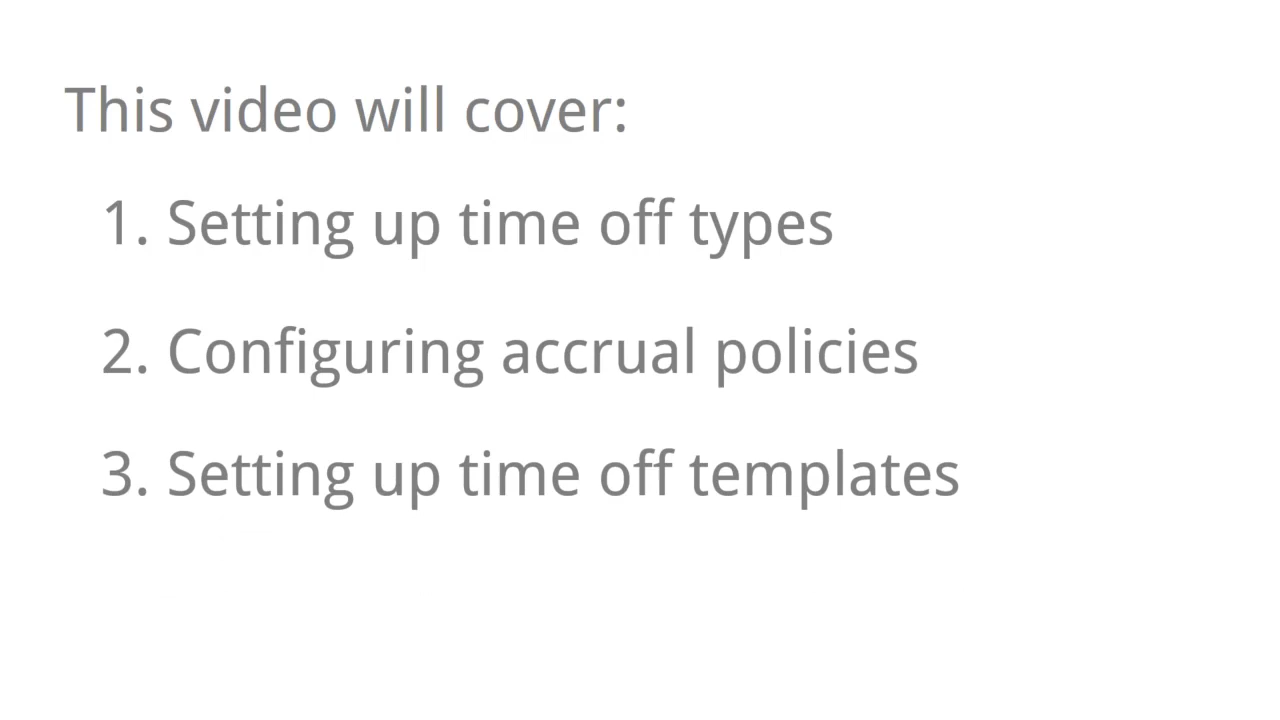 This video will cover:
1. Setting up time off types
2. Configuring accrual policies
3. Setting up time off templates